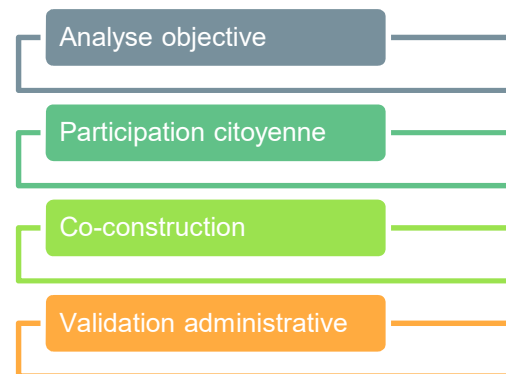 Analyse objective
Participation citoyenne
Co-construction
Validation administrative